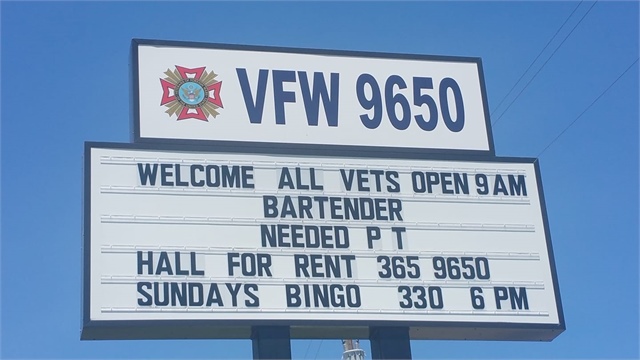 VFW 9650
WELCOME ALL VETS OPEN 9 AM
BARTENDER
NEEDED P T
HALL FOR RENT 365 9650
SUNDAYS BINGO 330 6 PM